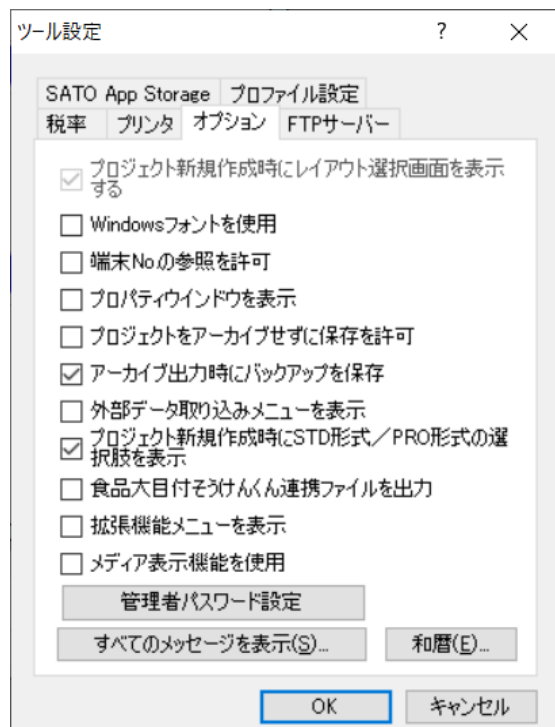 ツール設定
SATO App Storage プロファイル設定
税率 プリンタ オプション FTPサーバー
プロジェクト新規作成時にレイアウト選択画面を表示
する
Windowsフォントを使用
端末No.の参照を許可
プロパティウインドウを表示
プロジェクトをアーカイブせずに保存を許可
アーカイブ出力時にバックアップを保存
外部データ取り込みメニューを表示
プロジェクト新規作成時にSTD形式／PRO形式の選
択肢を表示
食品大目付そうけんくん連携ファイルを出力
拡張機能メニューを表示
メディア表示機能を使用
管理者パスワード設定
すべてのメッセージを表示(S)... 和暦(E)...
OK キャンセル